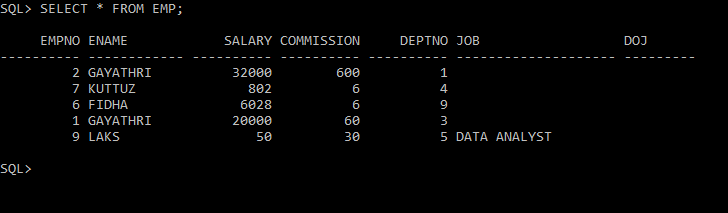 SQL> SELECT * FROM EMP;
EMPNO ENAME SALARY COMMISSION DEPTNO JOB DOJ
---------- ------------ ---------- ---------- ---------- -------------------- ---------
2 GAYATHRI 32000 600 1
7 KUTTUZ 802 6 4
6 FIDHA 6028 6 9
1 GAYATHRI 20000 60 3
9 LAKS 50 30 5 DATA ANALYST
SQL>